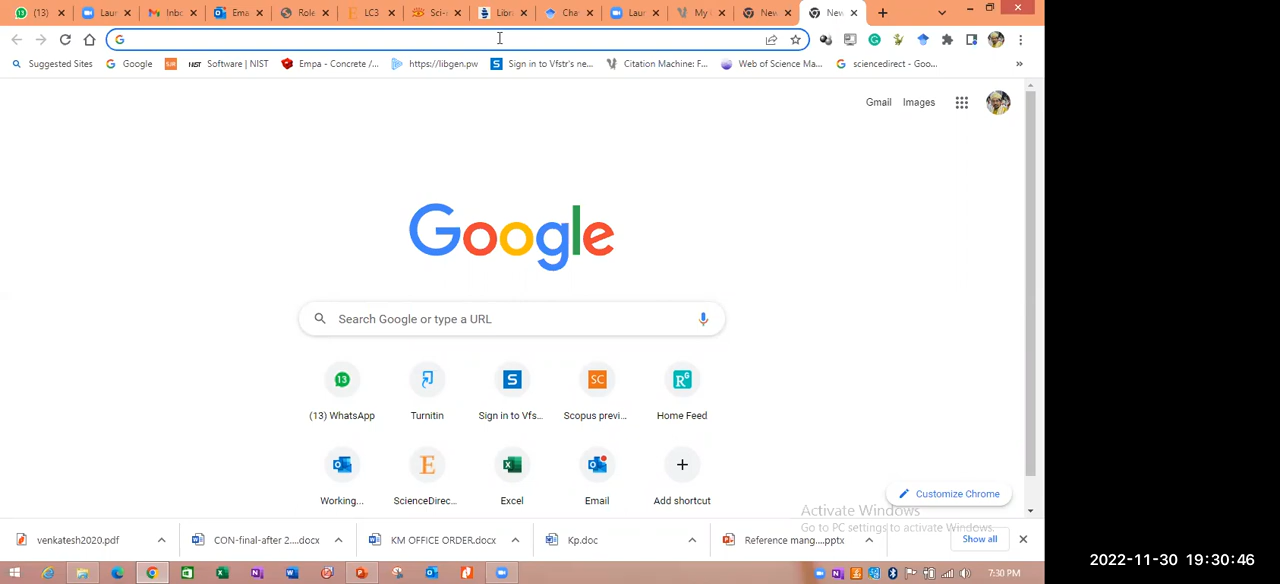 (13) Laur Inbo Ema Role LC3 Sci- Libr Cha Laur My New New
Suggested Sites Google SJR NIST Software | NIST Empa - Concrete /... https://libgen.pw Sign in to Vfstr's ne... Citation Machine: F... Web of Science Ma... sciencedirect - Goo... »
Gmail Images
Google
Search Google or type a URL
(13) WhatsApp Turnitin Sign in to Vfs... Scopus previ... Home Feed
Working... ScienceDirec... Excel Email Add shortcut
Customize Chrome
Activate Windows
Go to PC settings to activate Windows.
venkatesh2020.pdf CON-final-after 2....docx KM OFFICE ORDER.docx Kp.doc Reference mang....pptx Show all
7:30 PM
2022-11-30 19:30:46